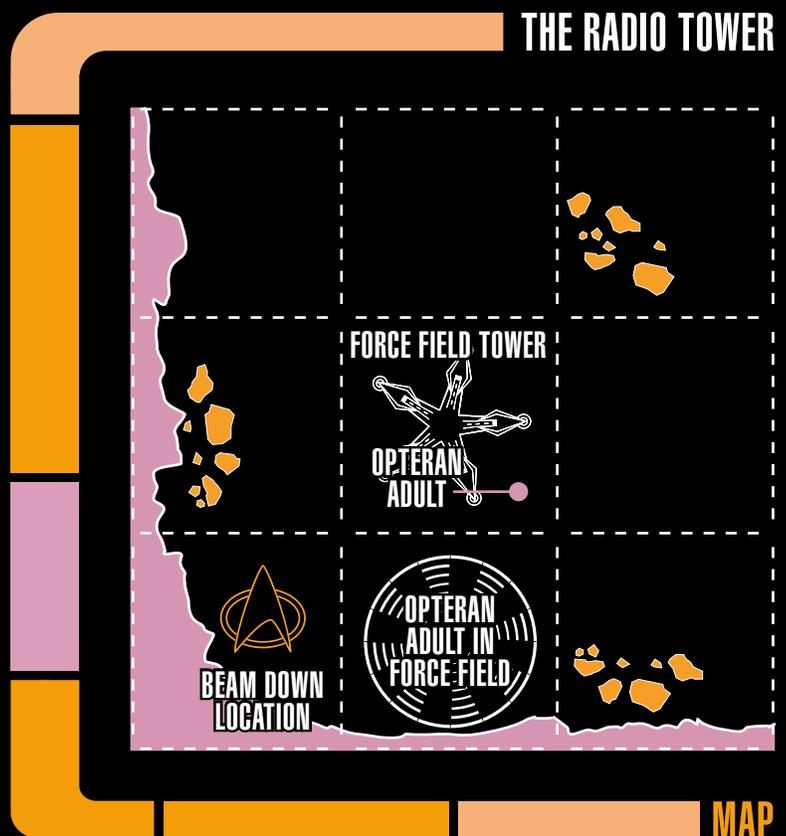 THE RADIO TOWER
FORCE FIELD TOWER
OPTERAN
ADULT
OPTERAN
ADULT IN
FORCE FIELD
BEAM DOWN
LOCATION
MAP